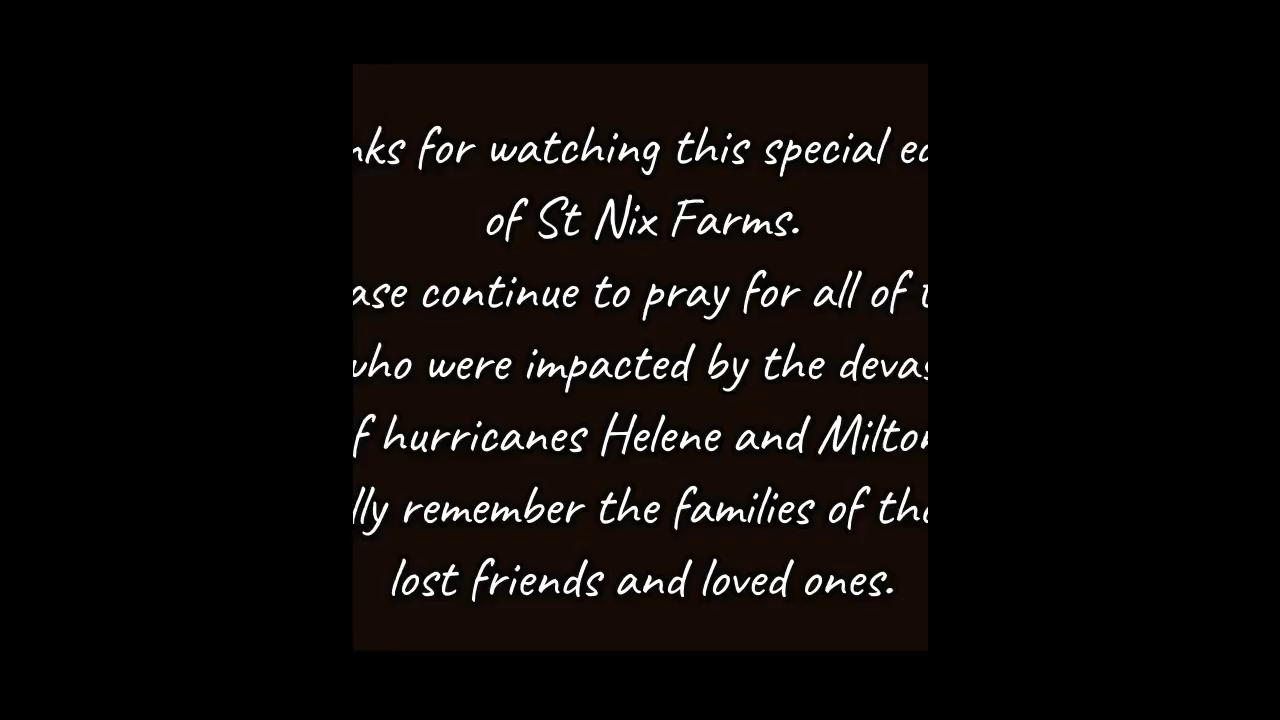 nks for watching this special ed
of St Nix Farms.
ase continue to pray for all of t
who were impacted by the devas
f hurricanes Helene and Milton
lly remember the families of tho
lost friends and loved ones.